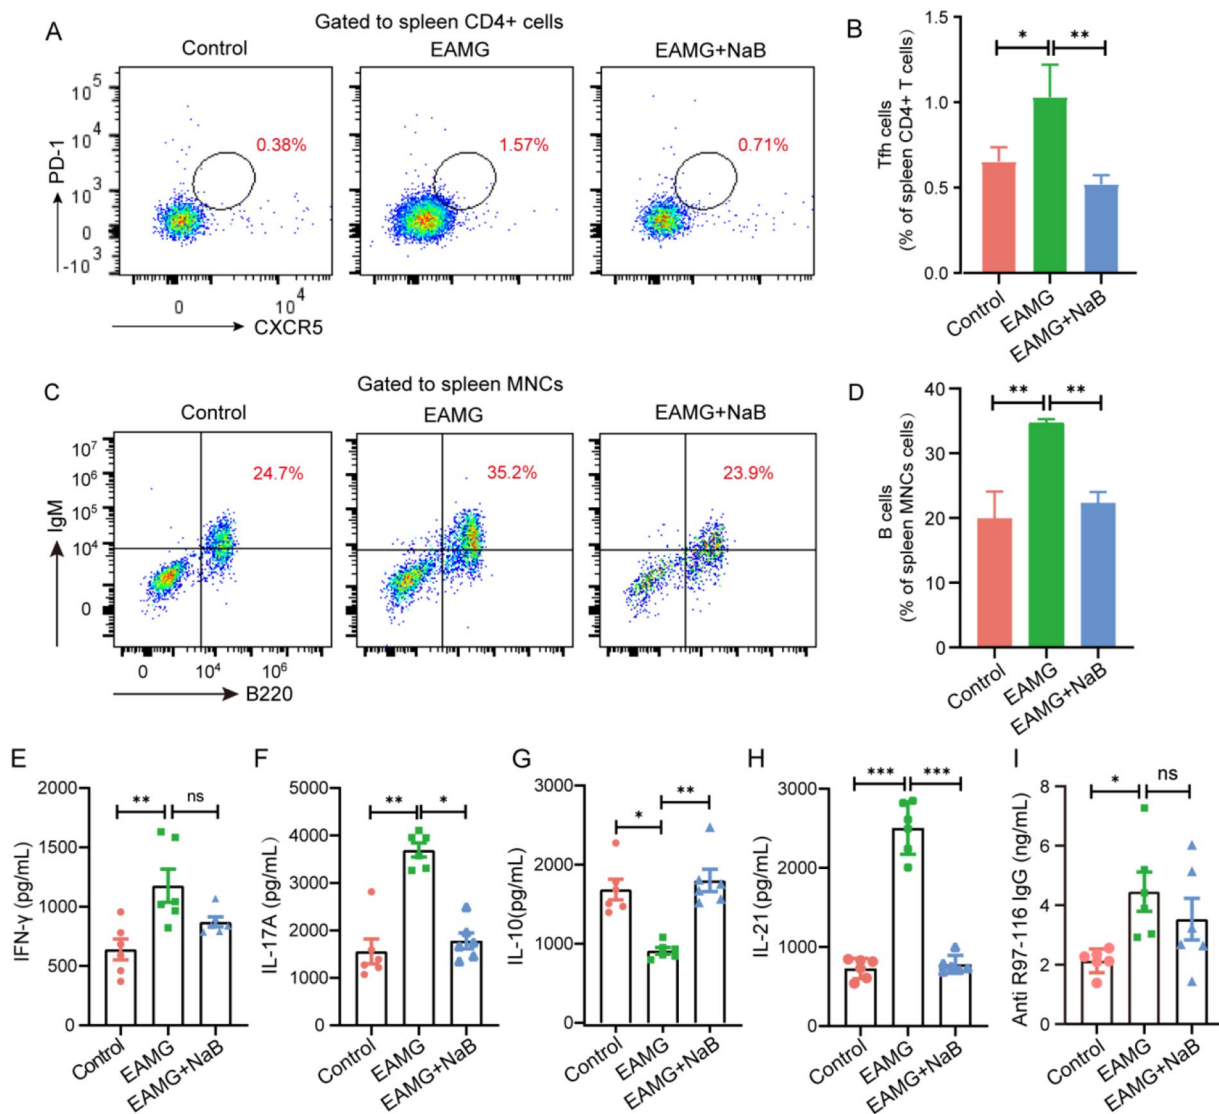 A
Gated to spleen CD4+ cells
Control
EAMG
EAMG+NaB
PD-1
10^5
10^4
10^3
0
-10^3
0.38%
1.57%
0.71%
0
10^4
CXCR5
B
Tfh cells
(% of spleen CD4+ T cells)
1.5
1.0
0.5
0.0
*
**
Control
EAMG
EAMG+NaB
C
Gated to spleen MNCs
Control
EAMG
EAMG+NaB
IgM
10^7
10^6
10^5
10^4
0
24.7%
35.2%
23.9%
0
10^4
10^6
B220
D
B cells
(% of spleen MNCs cells)
40
30
20
10
0
**
**
Control
EAMG
EAMG+NaB
E
IFN-γ (pg/mL)
2000
1500
1000
500
0
**
ns
Control
EAMG
EAMG+NaB
F
IL-17A (pg/mL)
5000
4000
3000
2000
1000
0
**
*
Control
EAMG
EAMG+NaB
G
IL-10(pg/mL)
3000
2000
1000
0
*
**
Control
EAMG
EAMG+NaB
H
IL-21(pg/mL)
3000
2000
1000
0
***
***
Control
EAMG
EAMG+NaB
I
Anti R97-116 IgG (ng/mL)
8
6
4
2
0
*
ns
Control
EAMG
EAMG+NaB